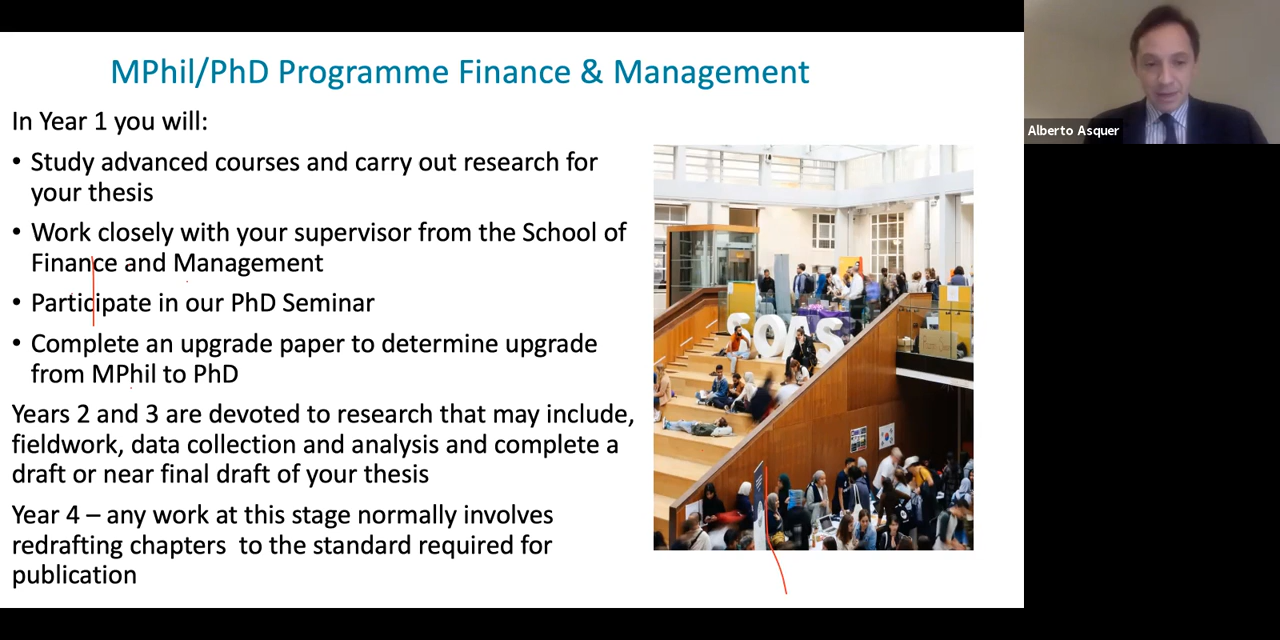 MPhil/PhD Programme Finance & Management
In Year 1 you will:
• Study advanced courses and carry out research for
your thesis
• Work closely with your supervisor from the School of
Finance and Management
• Participate in our PhD Seminar
• Complete an upgrade paper to determine upgrade
from MPhil to PhD
Years 2 and 3 are devoted to research that may include,
fieldwork, data collection and analysis and complete a
draft or near final draft of your thesis
Year 4 – any work at this stage normally involves
redrafting chapters  to the standard required for
publication
SOAS
Alberto Asquer